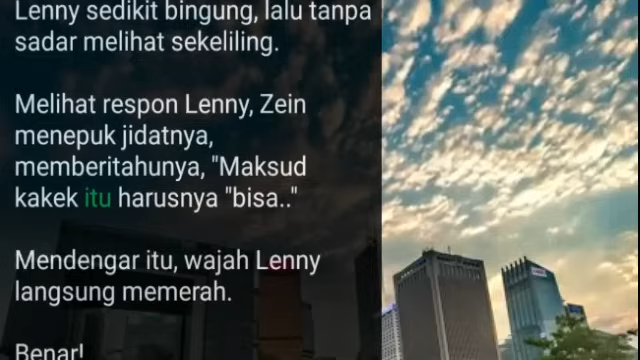 Lenny sedikit bingung, lalu tanpa
sadar melihat sekeliling.
Melihat respon Lenny, Zein
menepuk jidatnya,
memberitahunya, "Maksud
kakek itu harusnya "bisa.."
Mendengar itu, wajah Lenny
langsung memerah.
Benar!